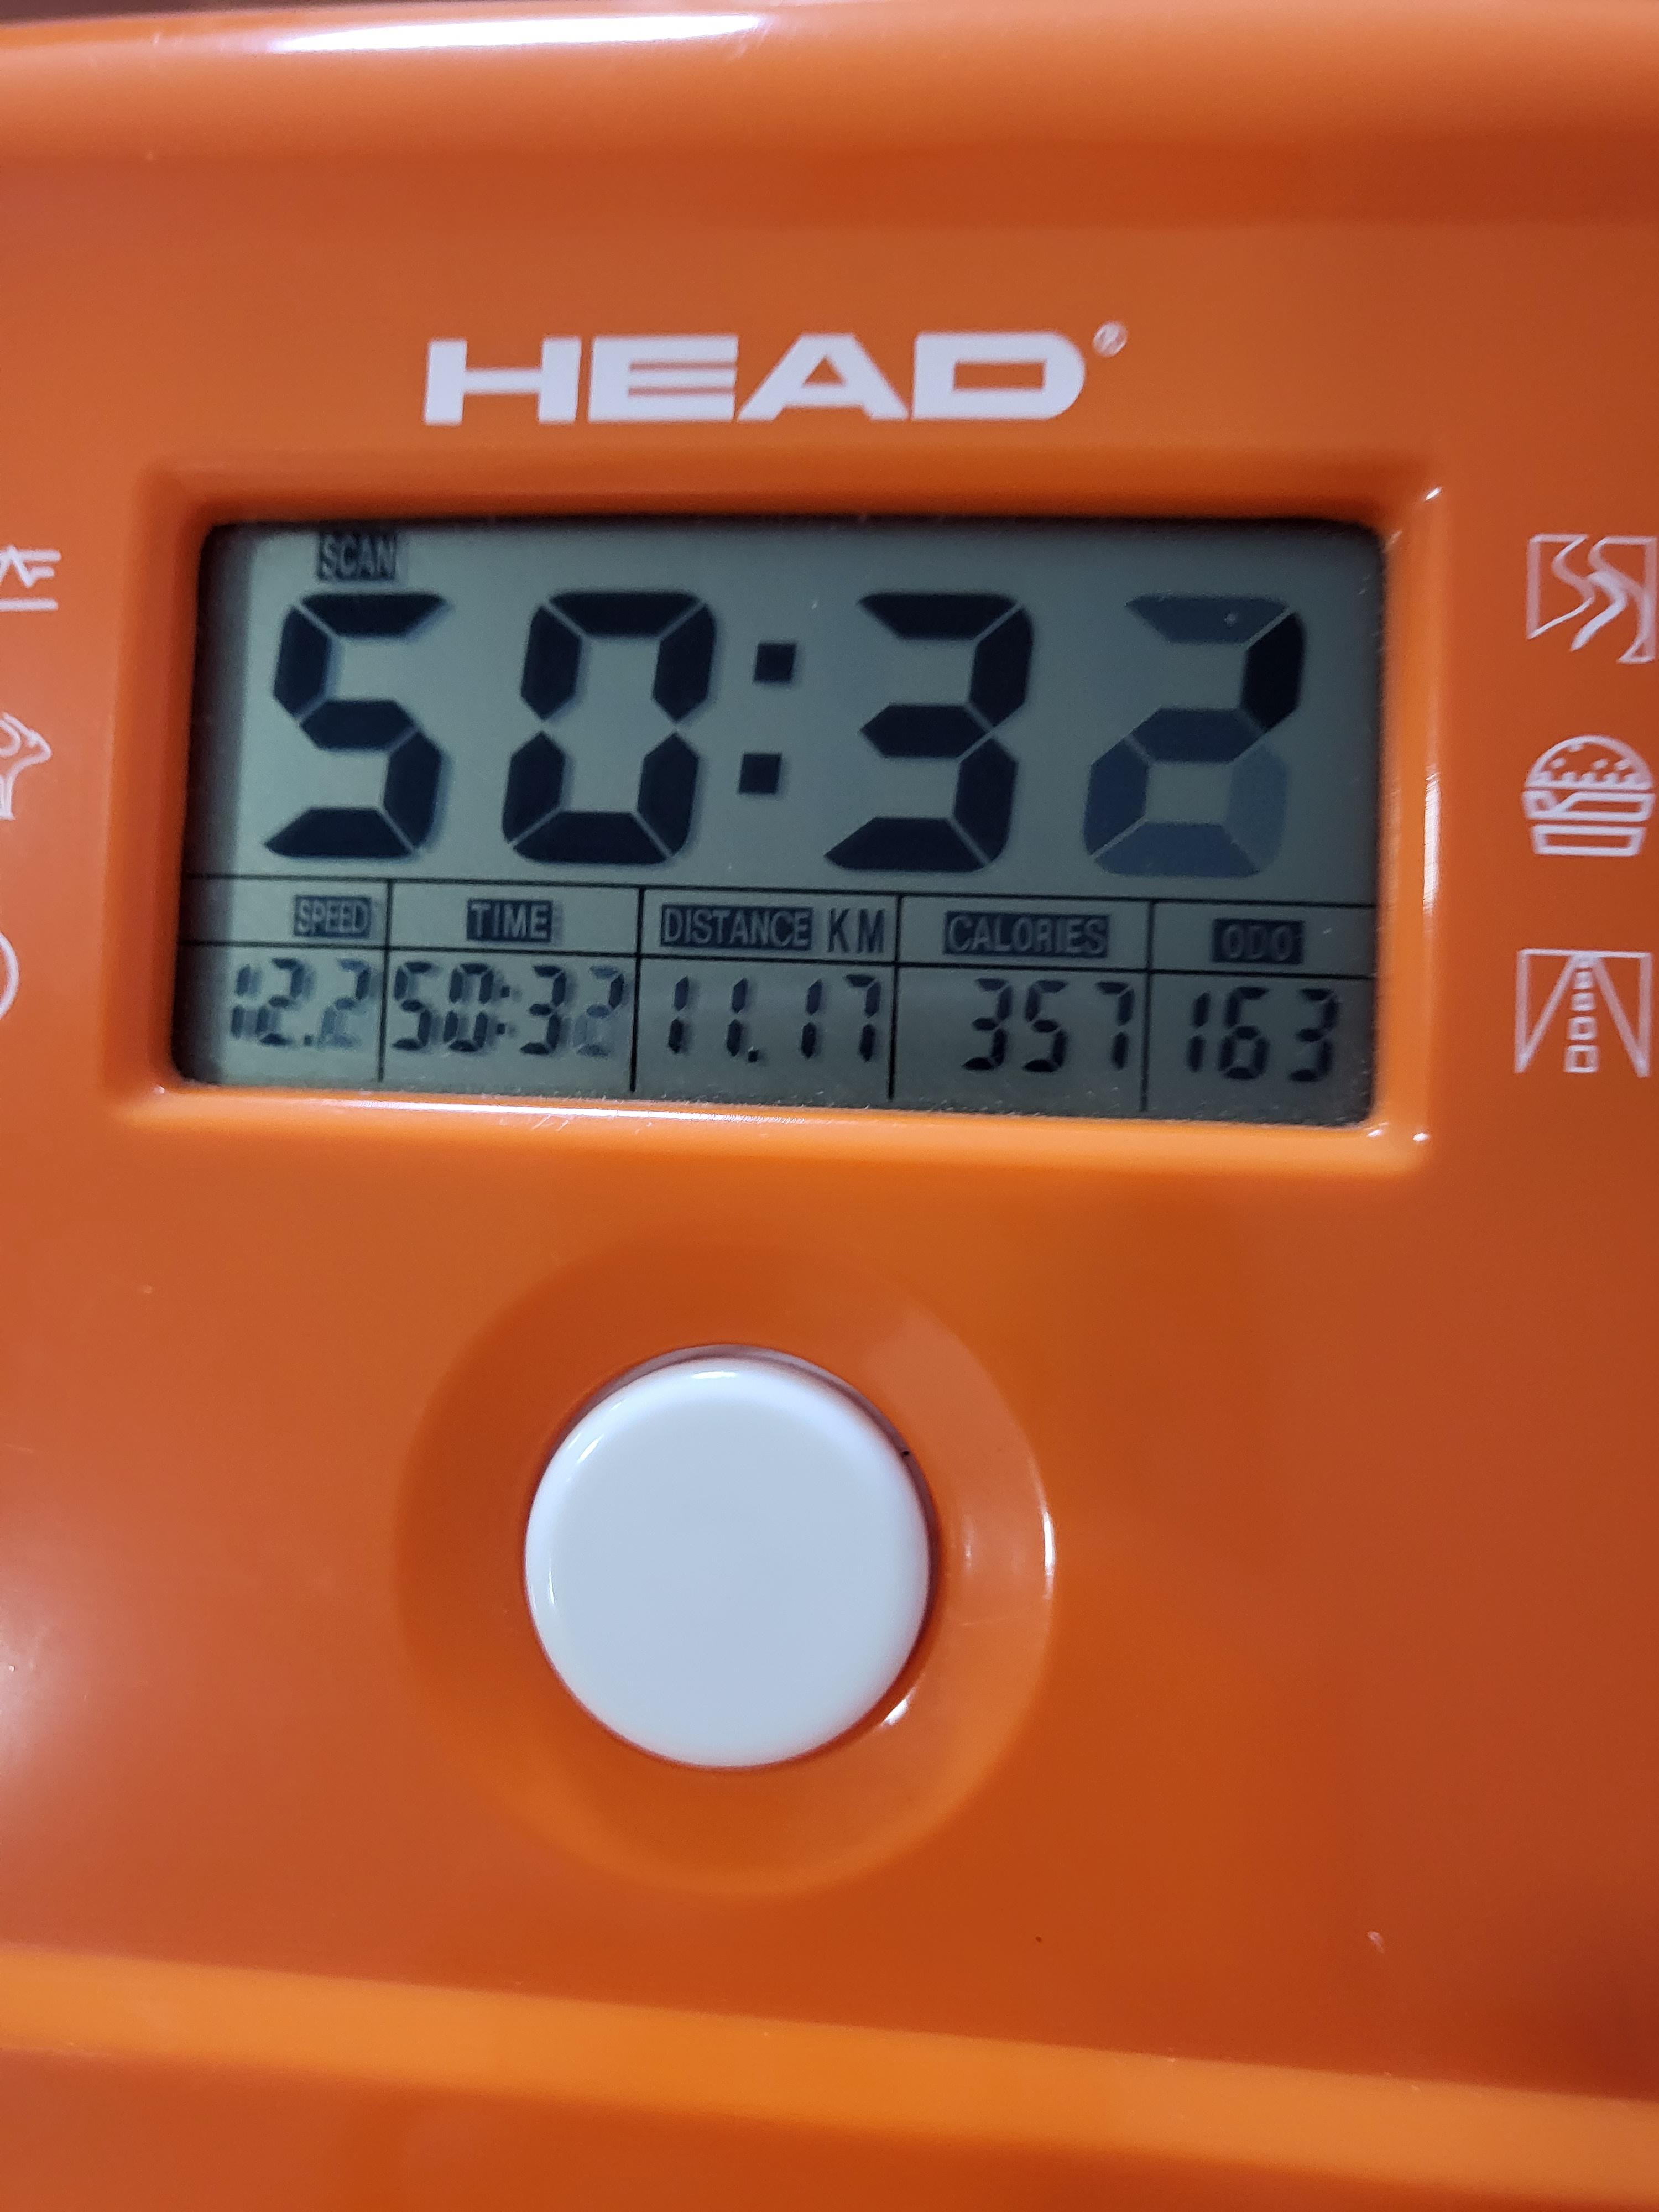 HEAD®
SCAN
50:32
SPEED TIME DISTANCE KM CALORIES ODO
12.2 50:32 11.17 357 163